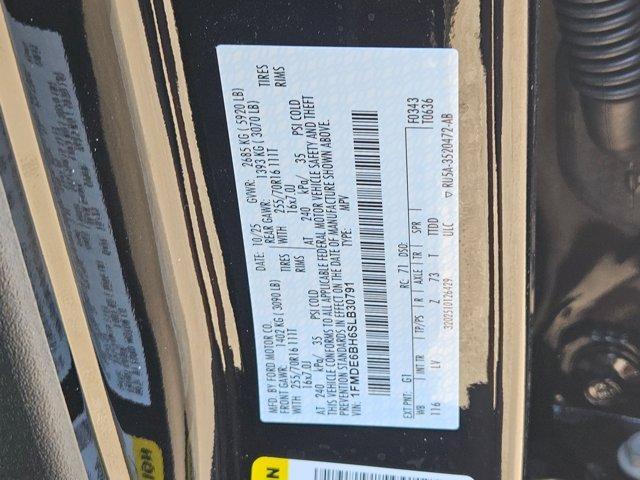 MFD. BY FORD MOTOR CO.
DATE: 10/25 GVWR: 2685 KG ( 5920 LB)
FRONT GAWR: 1402 KG ( 3090 LB) REAR GAWR: 1393 KG ( 3070 LB)
WITH 255/70R16 111T TIRES WITH 255/70R16 111T TIRES
16x7.0J RIMS 16x7.0J RIMS
AT 240 kPa/ 35 PSI COLD AT 240 kPa/ 35 PSI COLD
THIS VEHICLE CONFORMS TO ALL APPLICABLE FEDERAL MOTOR VEHICLE SAFETY AND THEFT
PREVENTION STANDARDS IN EFFECT ON THE DATE OF MANUFACTURE SHOWN ABOVE.
VIN: 1FMDE6BH6SLB30791 TYPE: MPV
F0343
T0636
EXT PNT: G1 RC: 71 DSO:
WB INT TR TP/PS R AXLE TR SPR
116 LV Z 73 T TTDD
3202510126429 ULC ▽ RU5A-3520472-AB
N